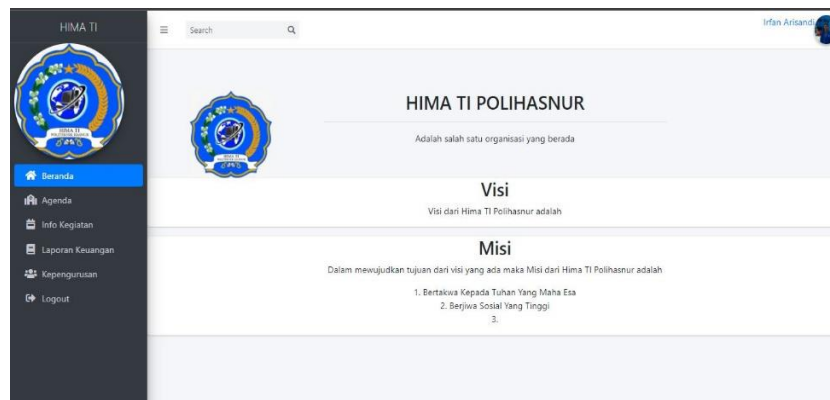 HIMA TI
Search
Irfan Arisandi
HIMA TI
Beranda
Agenda
Info Kegiatan
Laporan Keuangan
Kepengurusan
Logout
HIMA TI POLIHASNUR
Adalah salah satu organisasi yang berada
Visi
Visi dari Hima TI Polihasnur adalah
Misi
Dalam mewujudkan tujuan dari visi yang ada maka Misi dari Hima TI Polihasnur adalah
1. Bertakwa Kepada Tuhan Yang Maha Esa
2. Berjiwa Sosial Yang Tinggi
3.